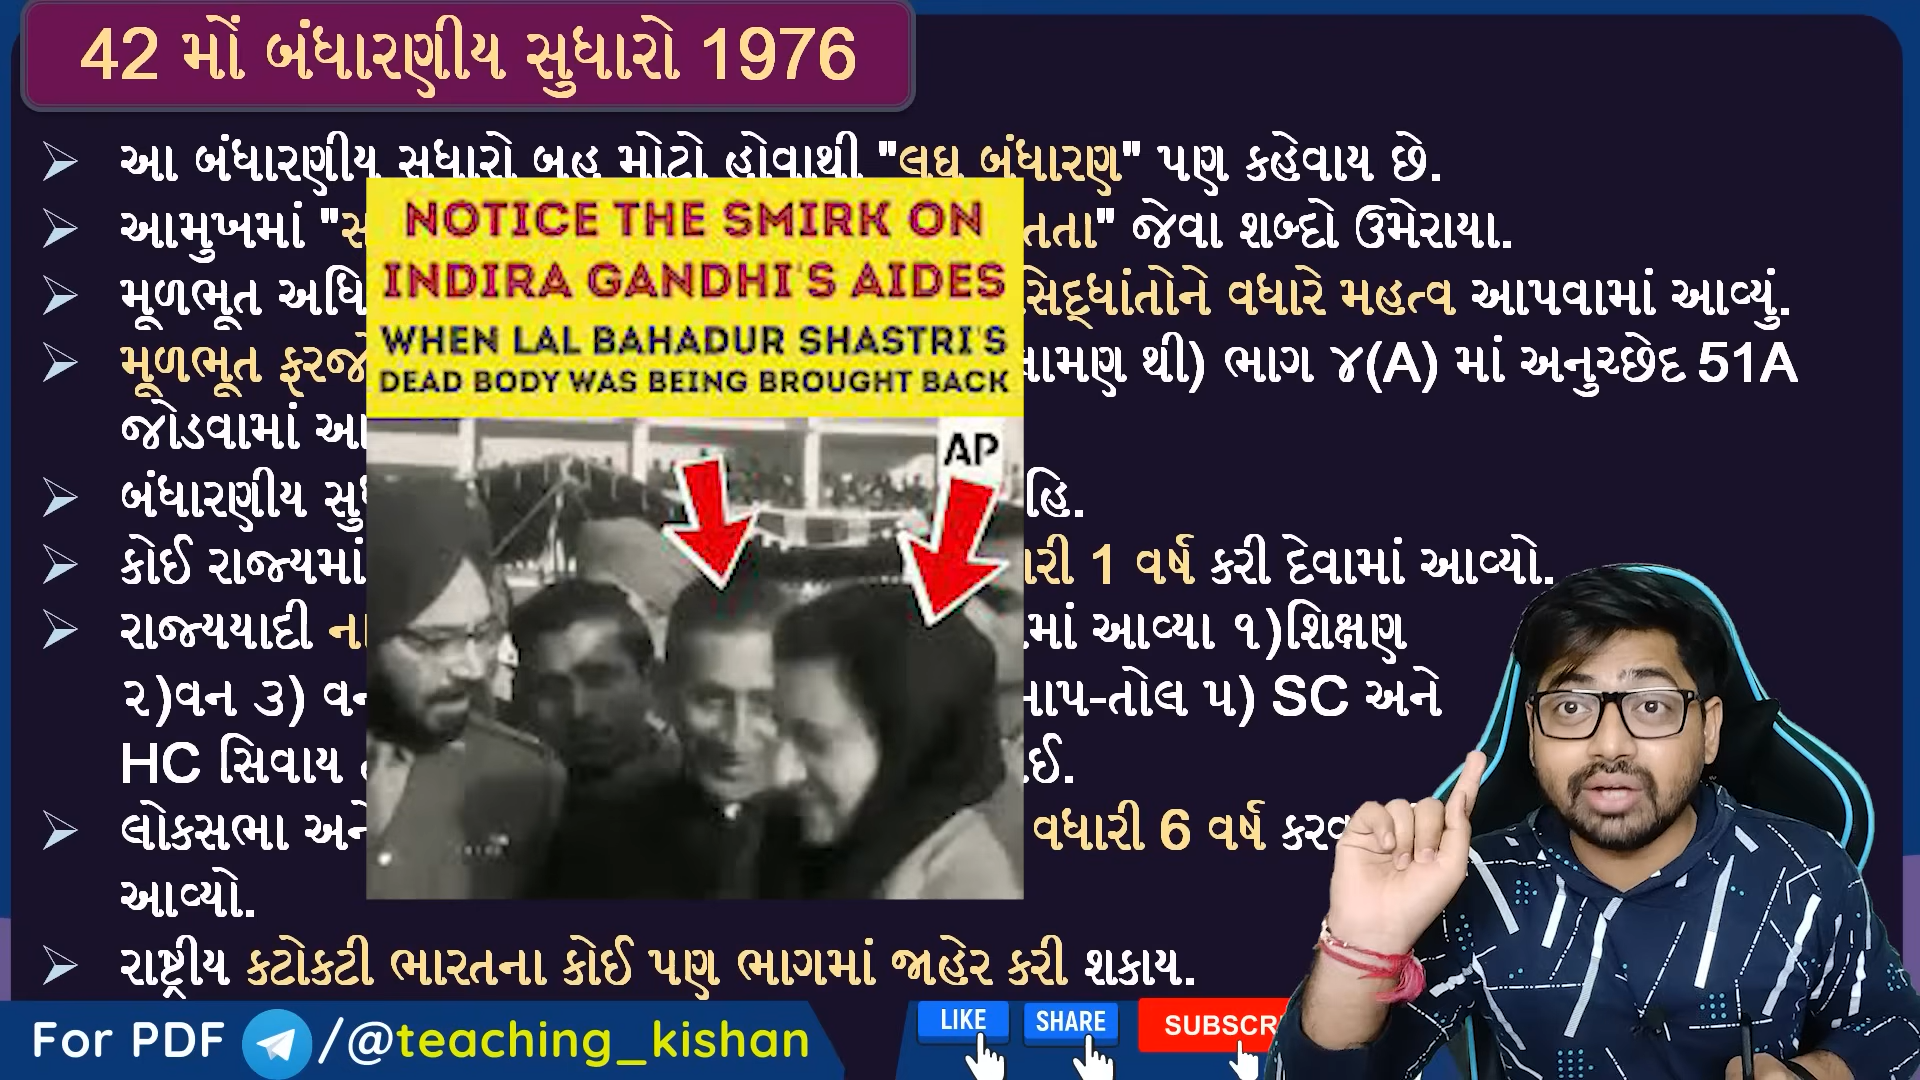 42 મોં બંધારણીય સુધારો 1976
આ બંધારણીય સધારો બહ મોટો હોવાથી "લઘ બંધારણ" પણ કહેવાય છે.
આમુખમાં "સ તતા" જેવા શબ્દો ઉમેરાયા.
મૂળભૂત અધિ સિદ્ધાંતોને વધારે મહત્વ આપવામાં આવ્યું.
મૂળભૂત ફરજો ામણ થી) ભાગ ૪(A) માં અનુચ્છેદ 51A
જોડવામાં આ
બંધારણીય સુ હિ.
કોઈ રાજ્યમાં ારી 1 વર્ષ કરી દેવામાં આવ્યો.
રાજ્યયાદી ના માં આવ્યા ૧)શિક્ષણ
૨)વન ૩) વન ાપ-તોલ ૫) SC અને
HC સિવાય ઈ.
લોકસભા અને વધારી 6 વર્ષ કરવ
આવ્યો.
રાષ્ટ્રીય કટોકટી ભારતના કોઈ પણ ભાગમાં જાહેર કરી શકાય.
NOTICE THE SMIRK ON
INDIRA GANDHI'S AIDES
WHEN LAL BAHADUR SHASTRI'S
DEAD BODY WAS BEING BROUGHT BACK
AP
For PDF /@teaching_kishan
LIKE SHARE SUBSCRI